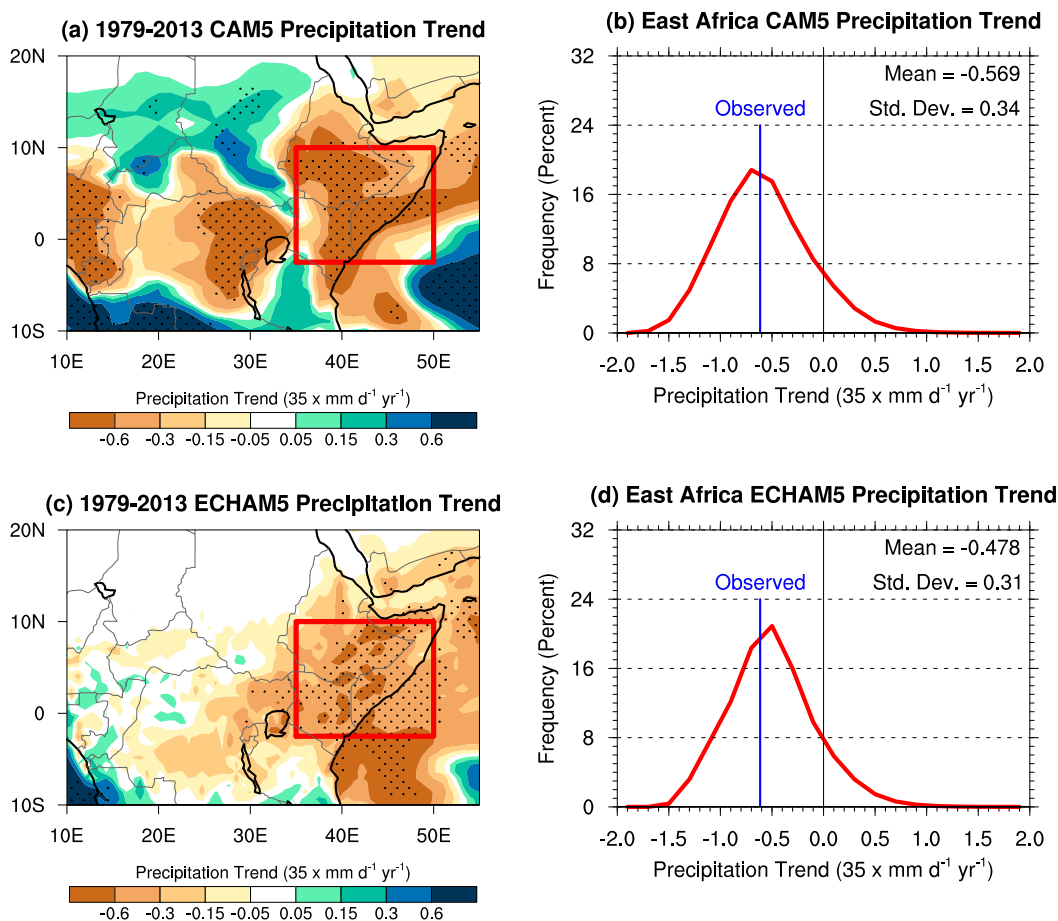 (a) 1979-2013 CAM5 Precipitation Trend
20N
10N
0
10S
10E 20E 30E 40E 50E
Precipitation Trend (35 x mm d⁻¹ yr⁻¹)
-0.6 -0.3 -0.15 -0.05 0.05 0.15 0.3 0.6
(b) East Africa CAM5 Precipitation Trend
Frequency (Percent)
32
24
16
8
0
Mean = -0.569
Std. Dev. = 0.34
Observed
-2.0 -1.5 -1.0 -0.5 0.0 0.5 1.0 1.5 2.0
Precipitation Trend (35 x mm d⁻¹ yr⁻¹)
(c) 1979-2013 ECHAM5 Precipitation Trend
20N
10N
0
10S
10E 20E 30E 40E 50E
Precipitation Trend (35 x mm d⁻¹ yr⁻¹)
-0.6 -0.3 -0.15 -0.05 0.05 0.15 0.3 0.6
(d) East Africa ECHAM5 Precipitation Trend
Frequency (Percent)
32
24
16
8
0
Mean = -0.478
Std. Dev. = 0.31
Observed
-2.0 -1.5 -1.0 -0.5 0.0 0.5 1.0 1.5 2.0
Precipitation Trend (35 x mm d⁻¹ yr⁻¹)